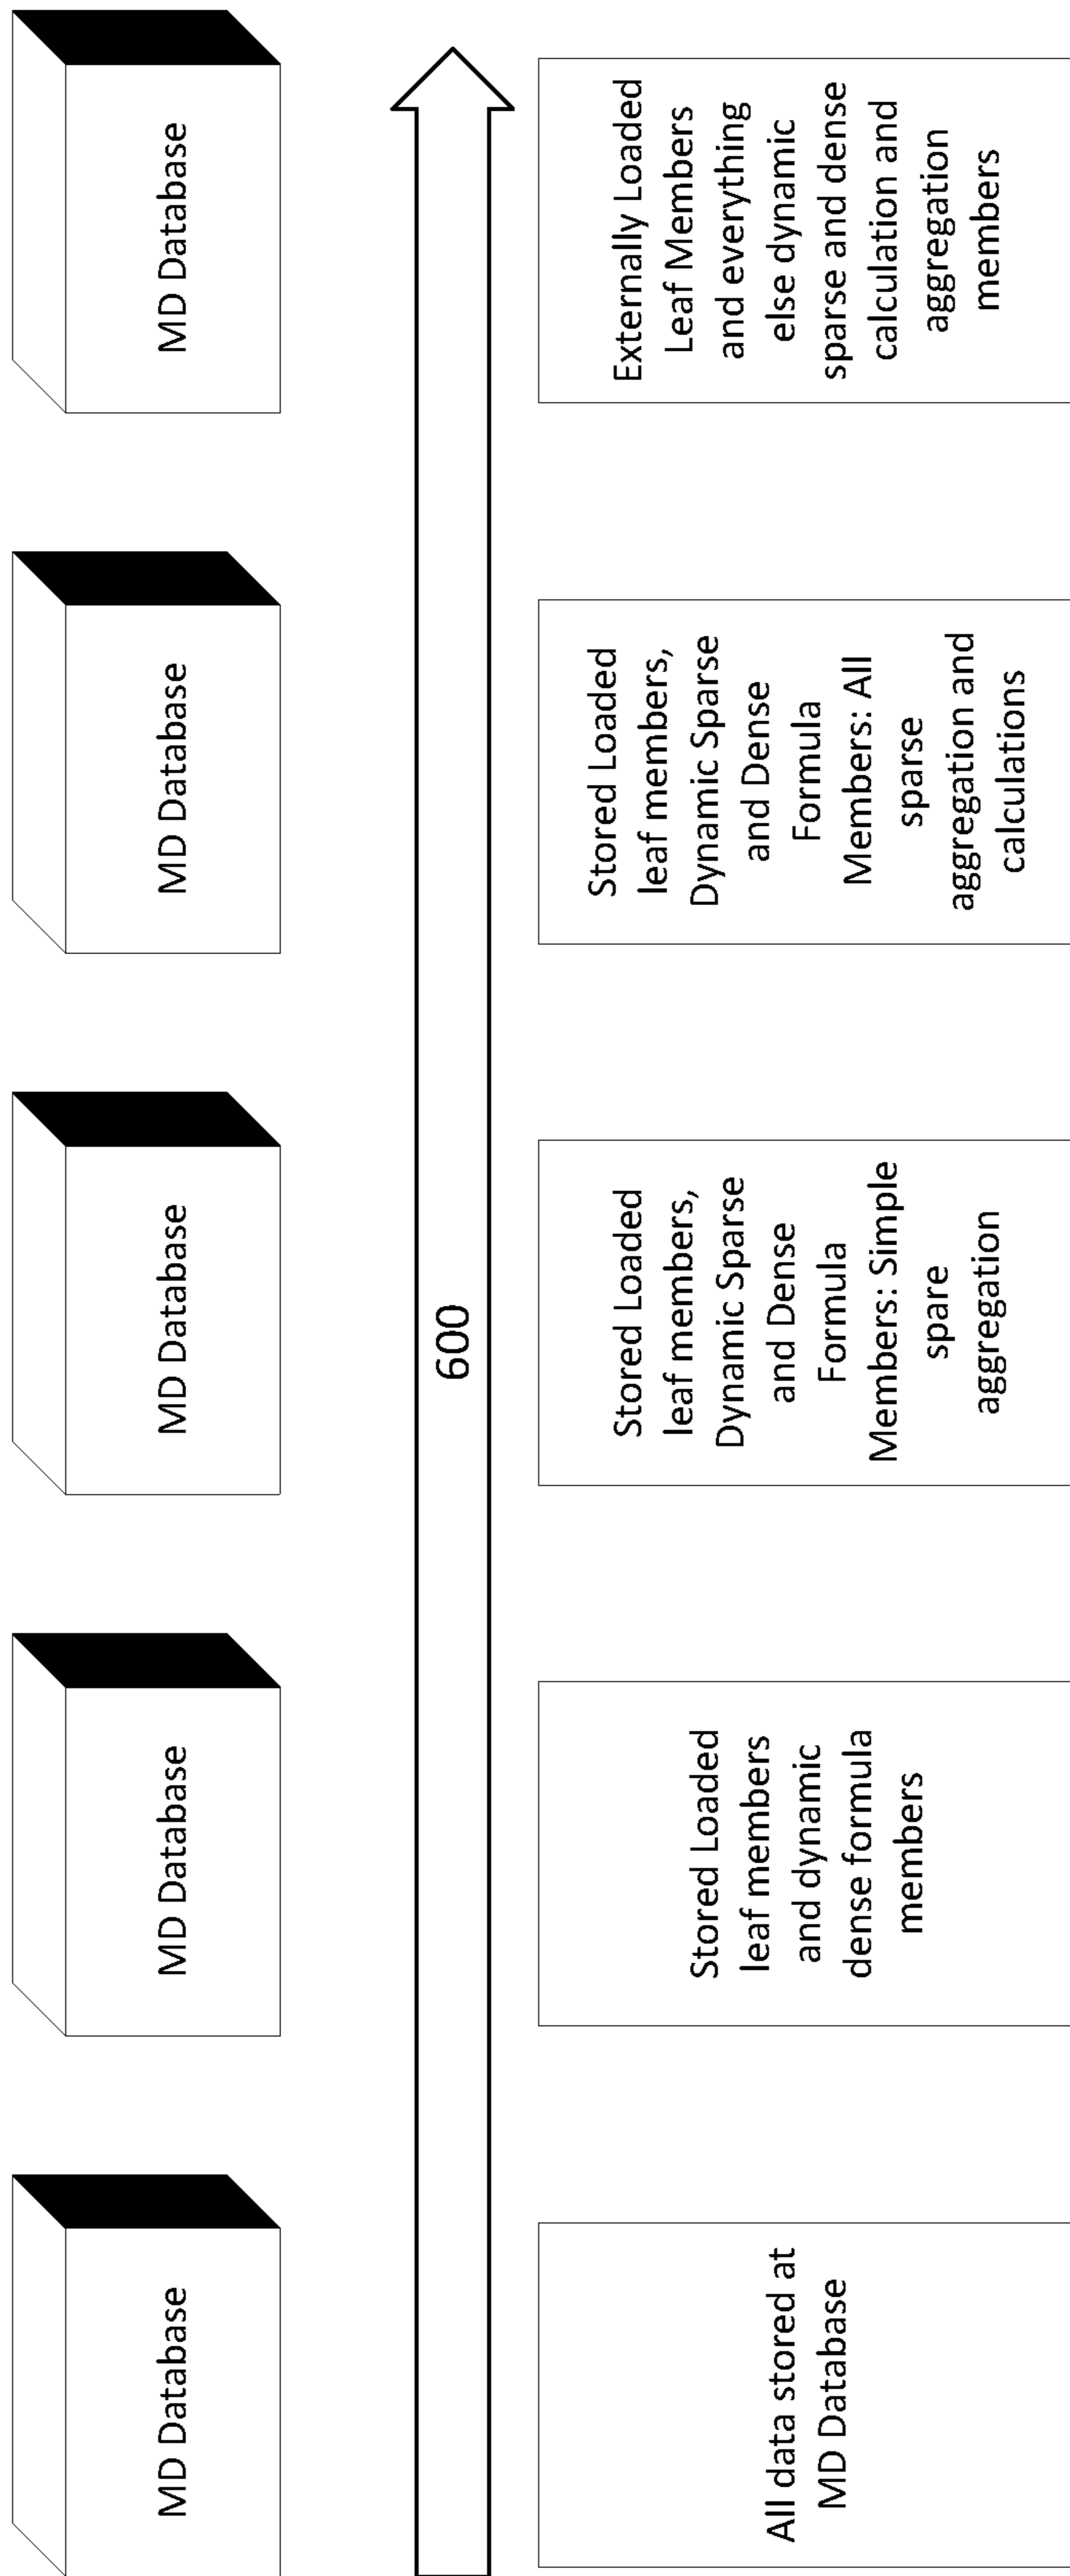 MD Database
MD Database
MD Database
MD Database
MD Database
600
All data stored at
MD Database
Stored Loaded
leaf members
and dynamic
dense formula
members
Stored Loaded
leaf members,
Dynamic Sparse
and Dense
Formula
Members: Simple
spare
aggregation
Stored Loaded
leaf members,
Dynamic Sparse
and Dense
Formula
Members: All
sparse
aggregation and
calculations
Externally Loaded
Leaf Members
and everything
else dynamic
sparse and dense
calculation and
aggregation
members